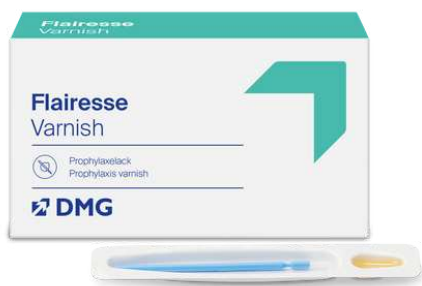 Flairesse
Varnish
Flairesse
Varnish
Prophylaxelack
Prophylaxis varnish
DMG